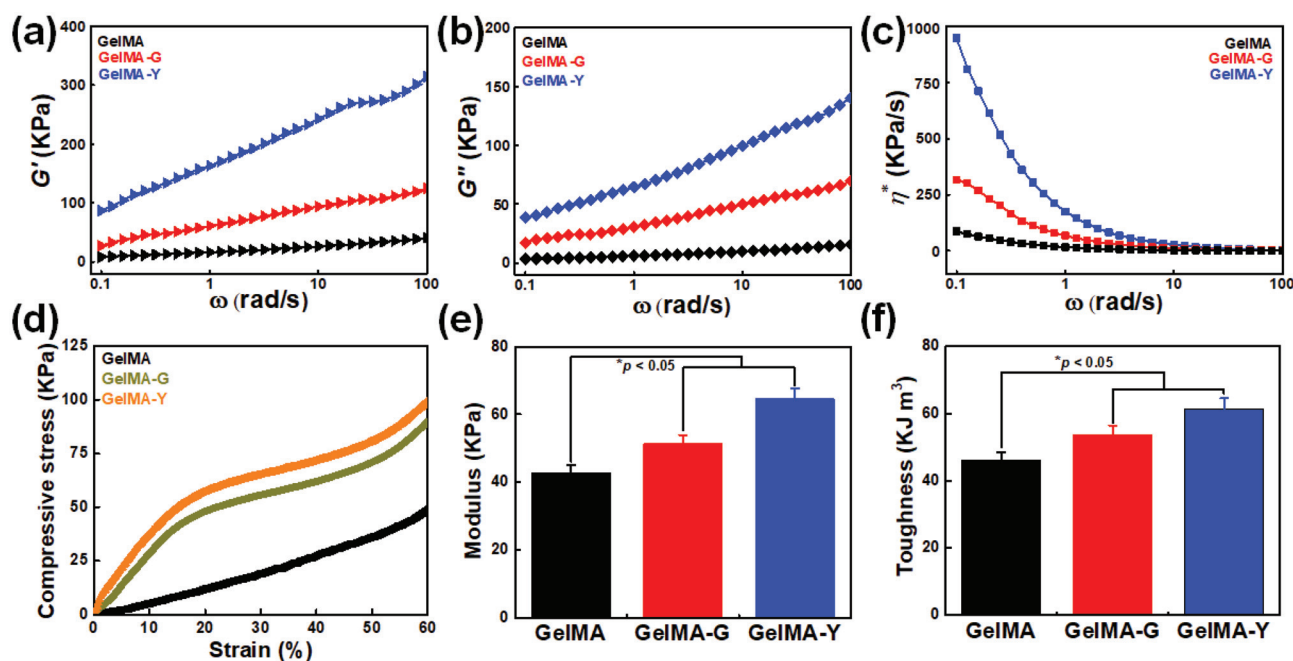 (a)
400
300
200
100
0
G' (KPa)
GelMA
GelMA-G
GelMA-Y
0.1 1 10 100
ω (rad/s)
(b)
200
150
100
50
0
G'' (KPa)
GelMA
GelMA-G
GelMA-Y
0.1 1 10 100
ω (rad/s)
(c)
1000
750
500
250
0
η* (KPa/s)
GelMA
GelMA-G
GelMA-Y
0.1 1 10 100
ω (rad/s)
(d)
125
100
75
50
25
0
Compressive stress (KPa)
GelMA
GelMA-G
GelMA-Y
0 10 20 30 40 50 60
Strain (%)
(e)
80
60
40
20
0
Modulus (KPa)
*p < 0.05
GelMA GelMA-G GelMA-Y
(f)
80
60
40
20
0
Toughness (KJ m³)
*p < 0.05
GelMA GelMA-G GelMA-Y